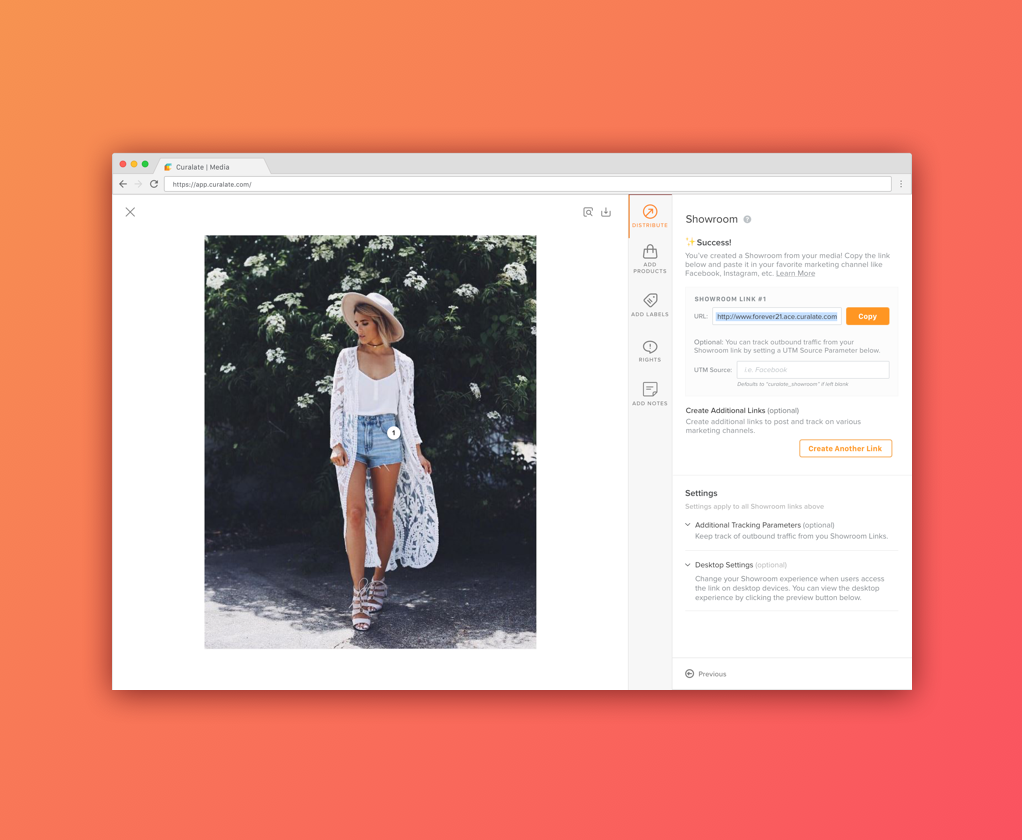 Curalate | Media
https://app.curalate.com/
1
DISTRIBUTE
ADD
PRODUCTS
ADD LABELS
RIGHTS
ADD NOTES
Showroom ?
✨ Success!
You've created a Showroom from your media! Copy the link
below and paste it in your favorite marketing channel like
Facebook, Instagram, etc. Learn More
SHOWROOM LINK #1
URL: http://www.forever21.ace.curalate.com Copy
Optional: You can track outbound traffic from your
Showroom link by setting a UTM Source Parameter below.
UTM Source: i.e. Facebook
Defaults to "curalate_showroom" if left blank
Create Additional Links (optional)
Create additional links to post and track on various
marketing channels.
Create Another Link
Settings
Settings apply to all Showroom links above
Additional Tracking Parameters (optional)
Keep track of outbound traffic from you Showroom Links.
Desktop Settings (optional)
Change your Showroom experience when users access
the link on desktop devices. You can view the desktop
experience by clicking the preview button below.
Previous